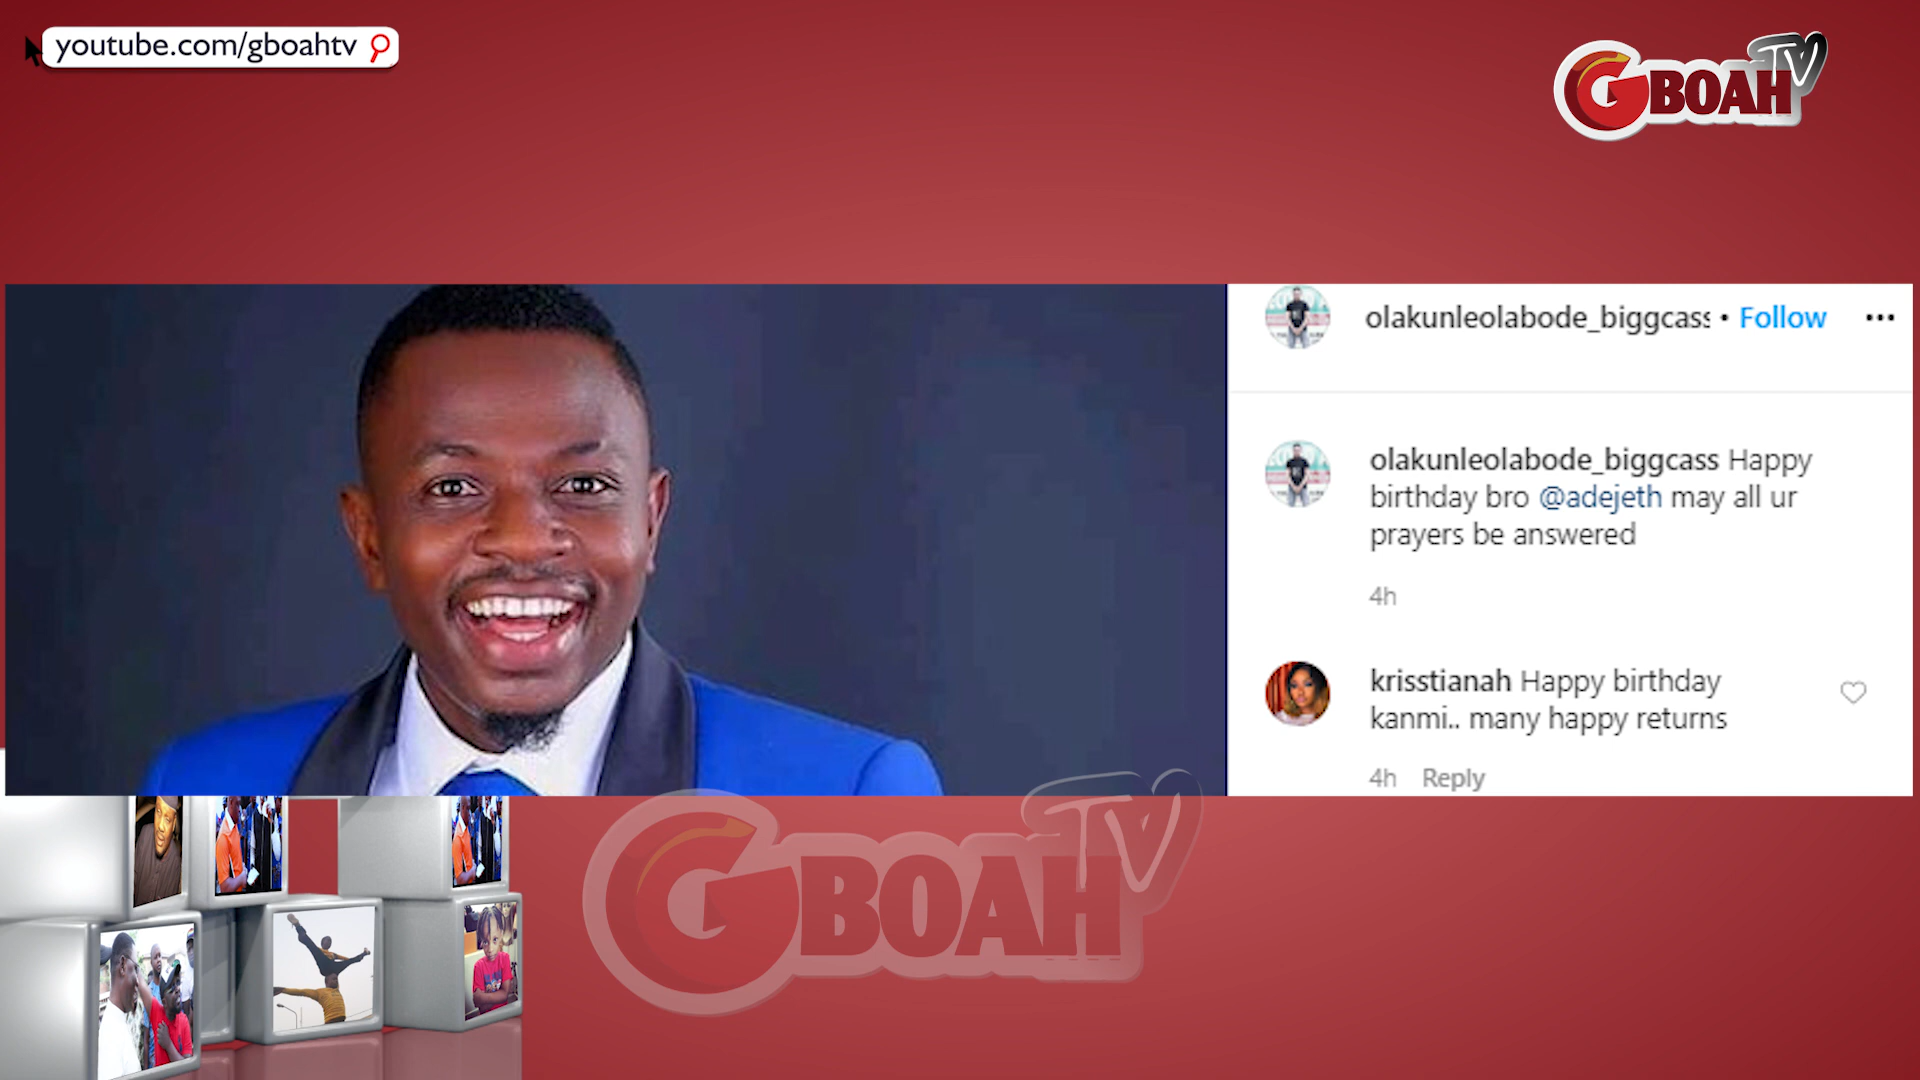 youtube.com/gboahtv
GBOAH TV
olakunleolabode_biggcass • Follow •••
olakunleolabode_biggcass Happy
birthday bro @adejeth may all ur
prayers be answered
4h
krisstianah Happy birthday
kanmi.. many happy returns
4h Reply
GBOAH TV